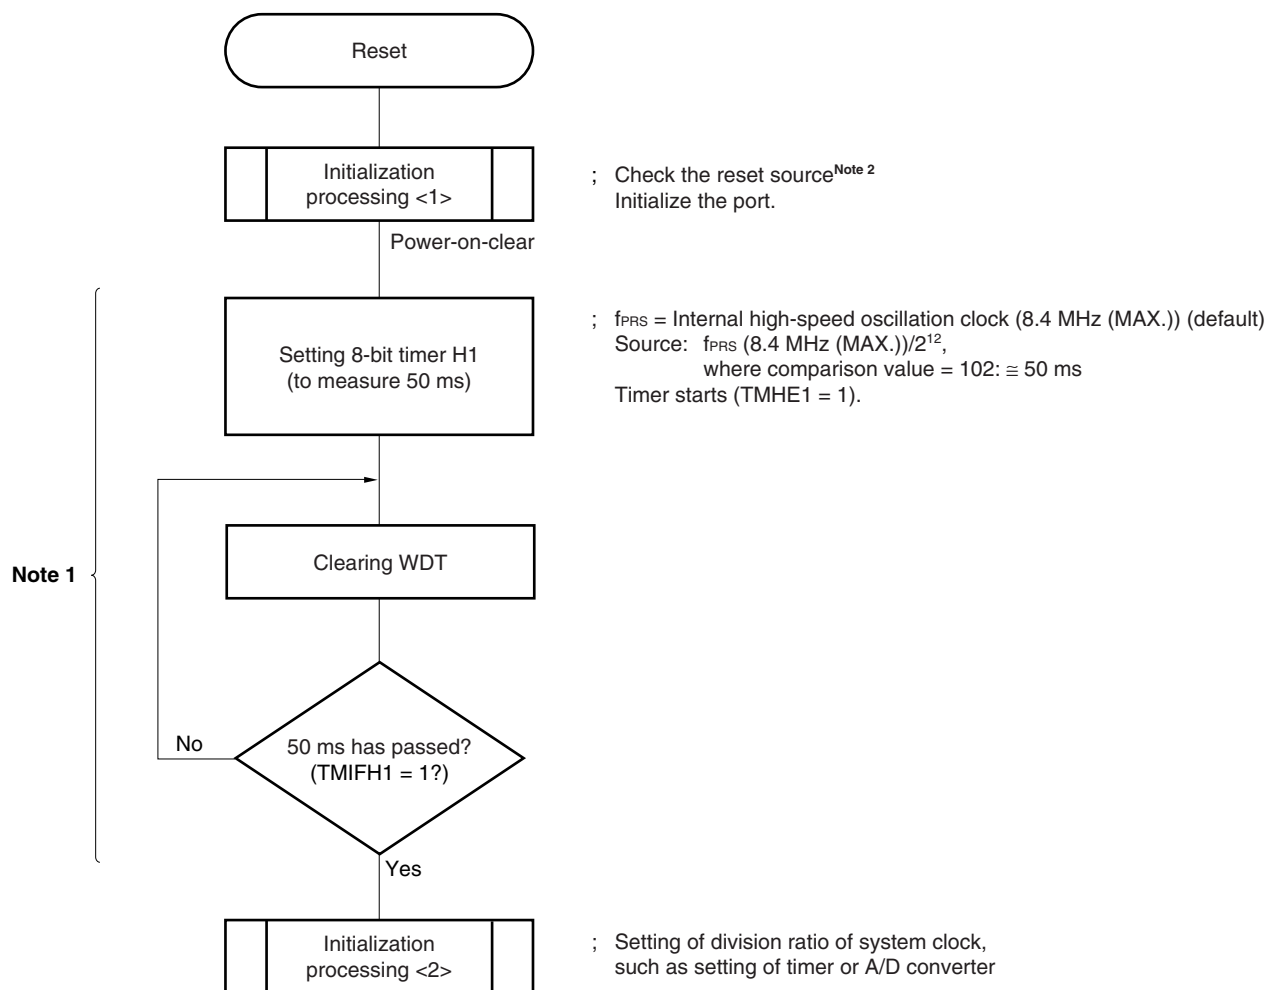 Reset
Initialization
processing <1>
; Check the reset sourceNote 2
Initialize the port.
Power-on-clear
Setting 8-bit timer H1
(to measure 50 ms)
; fPRS = Internal high-speed oscillation clock (8.4 MHz (MAX.)) (default)
Source: fPRS (8.4 MHz (MAX.))/2¹²,
where comparison value = 102: ≅ 50 ms
Timer starts (TMHE1 = 1).
Clearing WDT
Note 1
No
50 ms has passed?
(TMIFH1 = 1?)
Yes
Initialization
processing <2>
; Setting of division ratio of system clock,
such as setting of timer or A/D converter